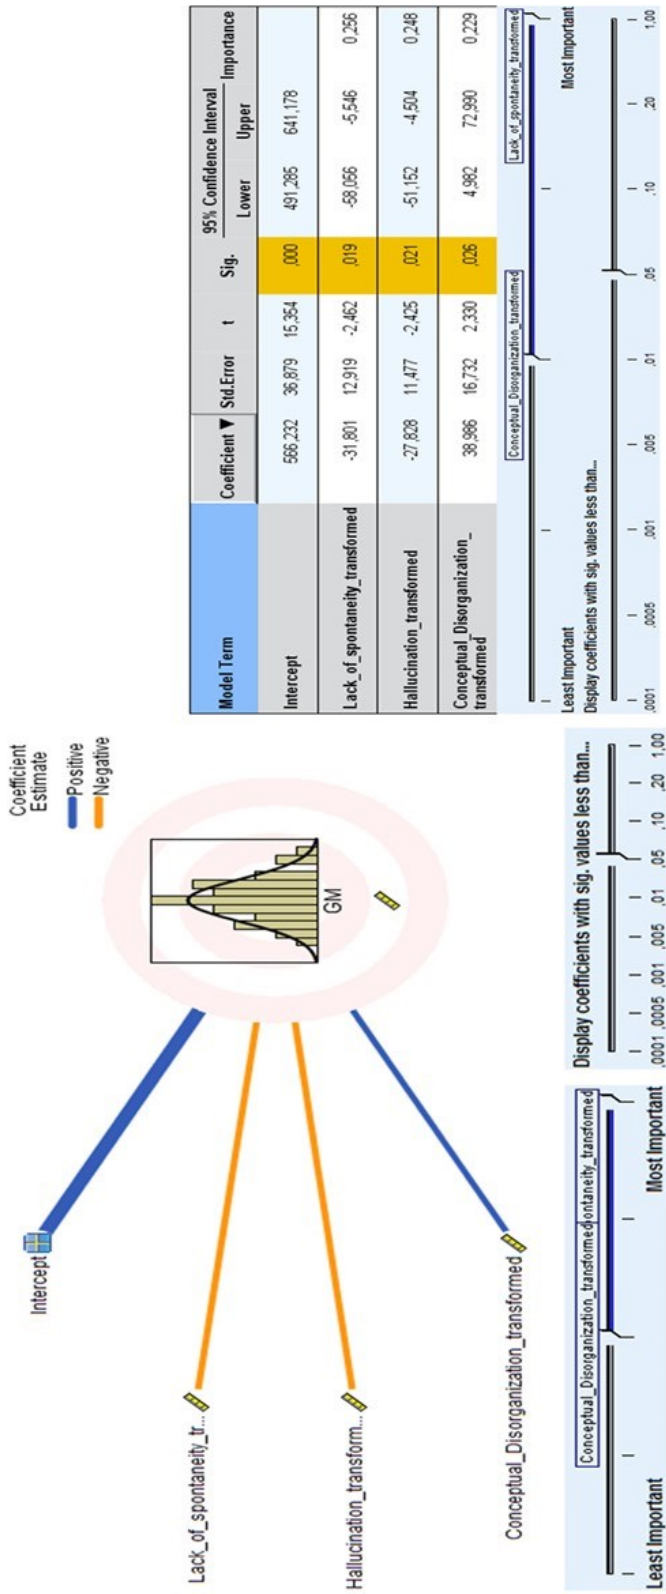 Coefficient
Estimate
Positive
Negative
Intercept
Lack_of_spontaneity_tr...
Hallucination_transform...
Conceptual_Disorganization_transformed
GM
Conceptual_Disorganization_transformed
ontaneity_transformed
Least Important
Most Important
Display coefficients with sig. values less than...
,0001 ,0005 ,001 ,005 ,01 ,05 ,10 ,20 1,00
Model Term Coefficient ▼ Std.Error t Sig. 95% Confidence Interval Importance
Lower Upper
Intercept 566,232 36,879 15,354 ,000 491,285 641,178
Lack_of_spontaneity_transformed -31,801 12,919 -2,462 ,019 -58,056 -5,546 0,256
Hallucination_transformed -27,828 11,477 -2,425 ,021 -51,152 -4,504 0,248
Conceptual_Disorganization_
transformed 38,986 16,732 2,330 ,026 4,982 72,990 0,229
Conceptual_Disorganization_transformed
Lack_of_spontaneity_transformed
Least Important
Most Important
Display coefficients with sig. values less than...
,0001 ,0005 ,001 ,005 ,01 ,05 ,10 ,20 1,00